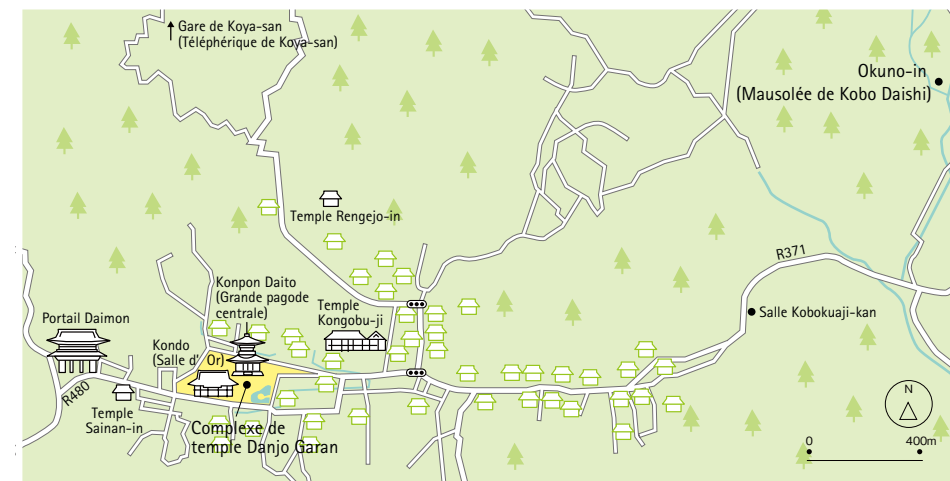 Gare de Koya-san
(Téléphérique de Koya-san)
Okuno-in
(Mausolée de Kobo Daishi)
Temple Rengejo-in
R371
Konpon Daito
(Grande pagode
centrale)
Temple
Kongobu-ji
Salle Kobokuaji-kan
Portail Daimon
Kondo
(Salle d' Or)
R480
Temple
Sainan-in
Complexe de
temple Danjo Garan
N
0 400m